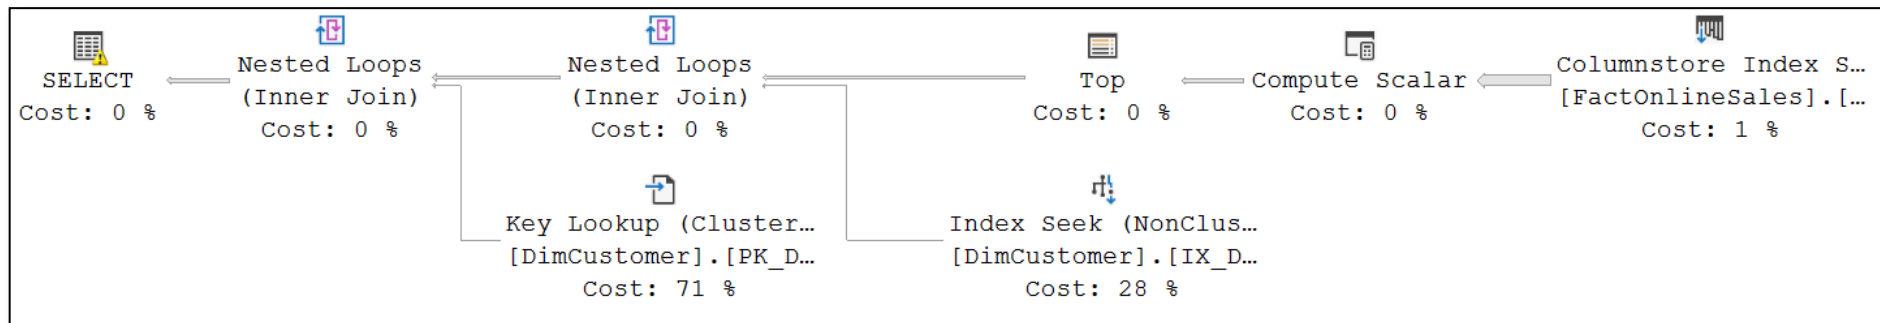 SELECT
Cost: 0 %
Nested Loops
(Inner Join)
Cost: 0 %
Nested Loops
(Inner Join)
Cost: 0 %
Top
Cost: 0 %
Compute Scalar
Cost: 0 %
Columnstore Index S...
[FactOnlineSales].[...
Cost: 1 %
Key Lookup (Cluster...
[DimCustomer].[PK_D...
Cost: 71 %
Index Seek (NonClus...
[DimCustomer].[IX_D...
Cost: 28 %